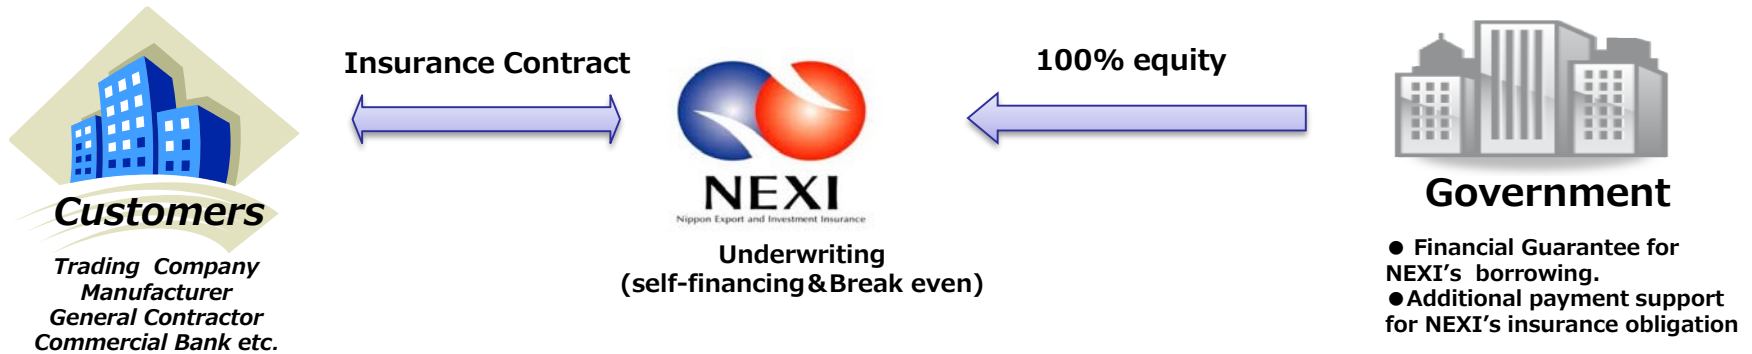 Customers
Trading Company
Manufacturer
General Contractor
Commercial Bank etc.
Insurance Contract
NEXI
Nippon Export and Investment Insurance
Underwriting
(self-financing&Break even)
100% equity
Government
● Financial Guarantee for
NEXI's borrowing.
●Additional payment support
for NEXI's insurance obligation